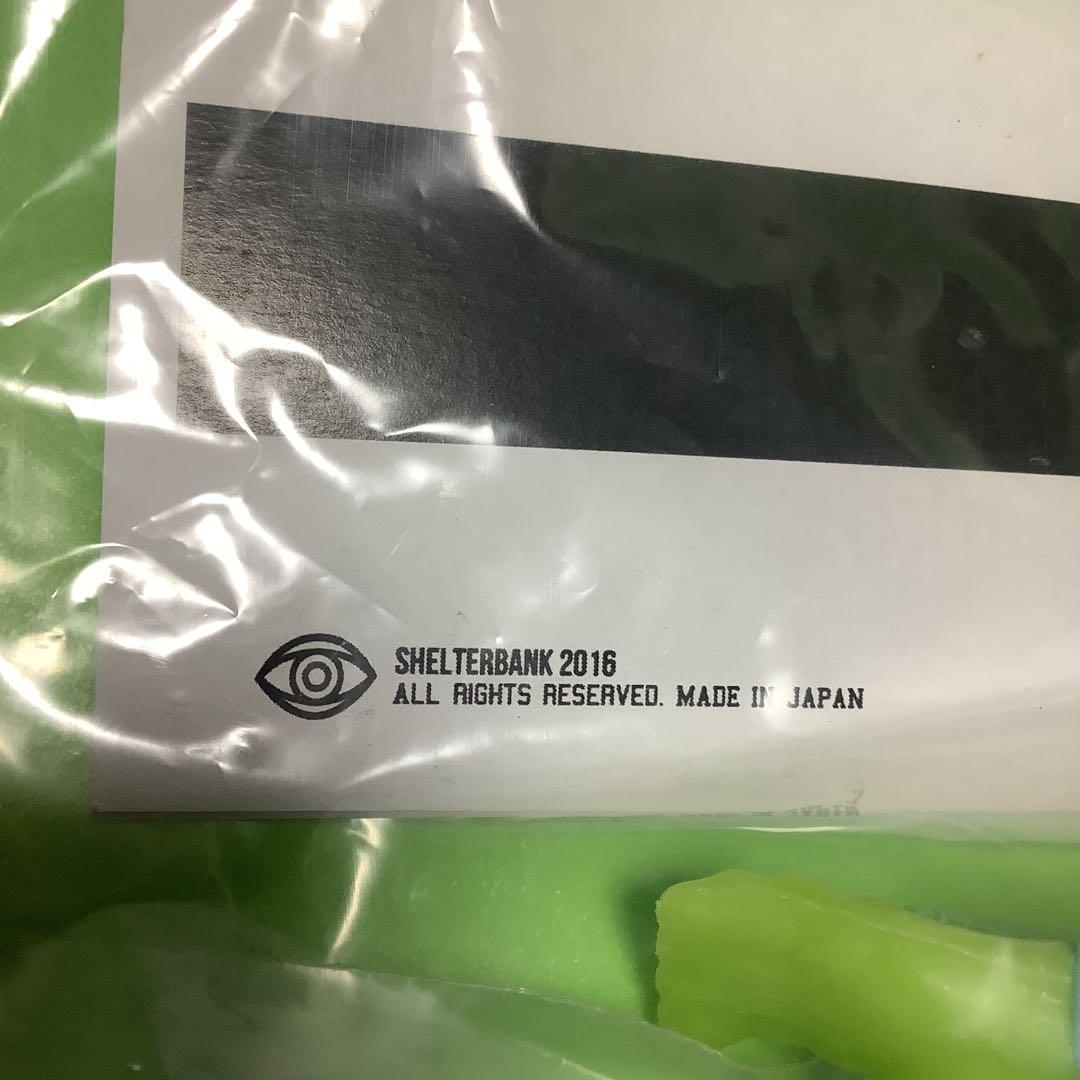 SHELTERBANK 2016
ALL RIGHTS RESERVED. MADE IN JAPAN